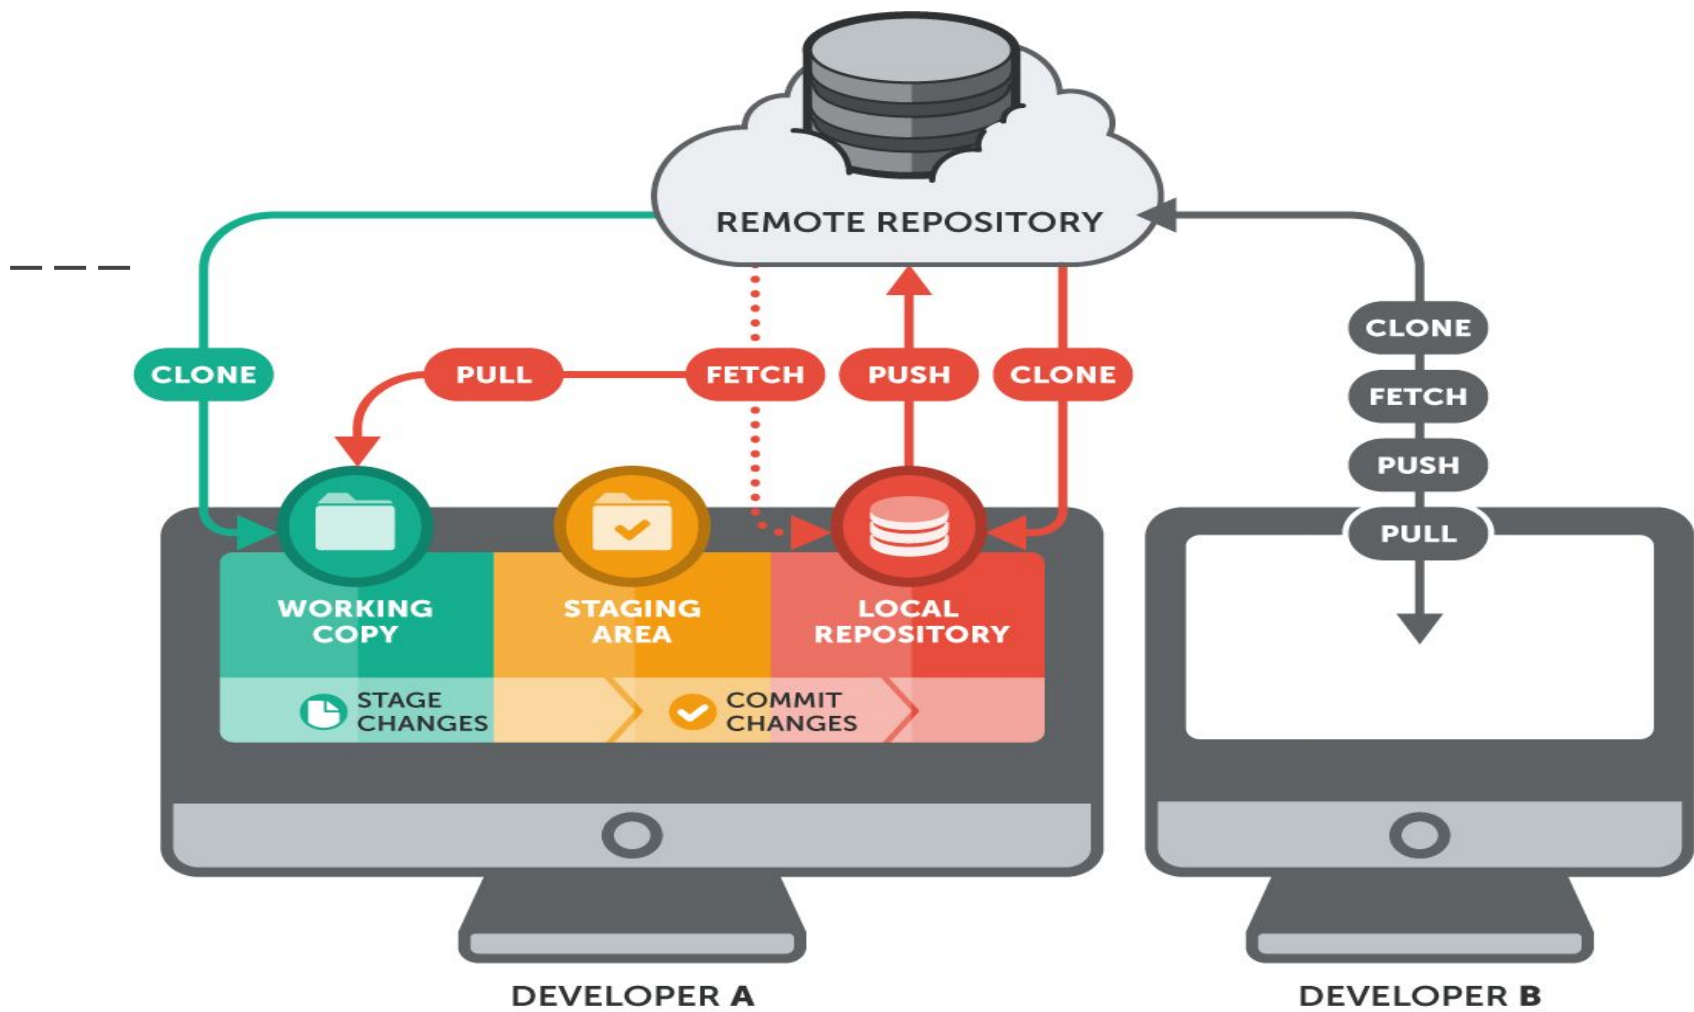 REMOTE REPOSITORY
CLONE
PULL
FETCH
PUSH
CLONE
CLONE
FETCH
PUSH
PULL
WORKING
COPY
STAGING
AREA
LOCAL
REPOSITORY
STAGE
CHANGES
COMMIT
CHANGES
DEVELOPER A
DEVELOPER B